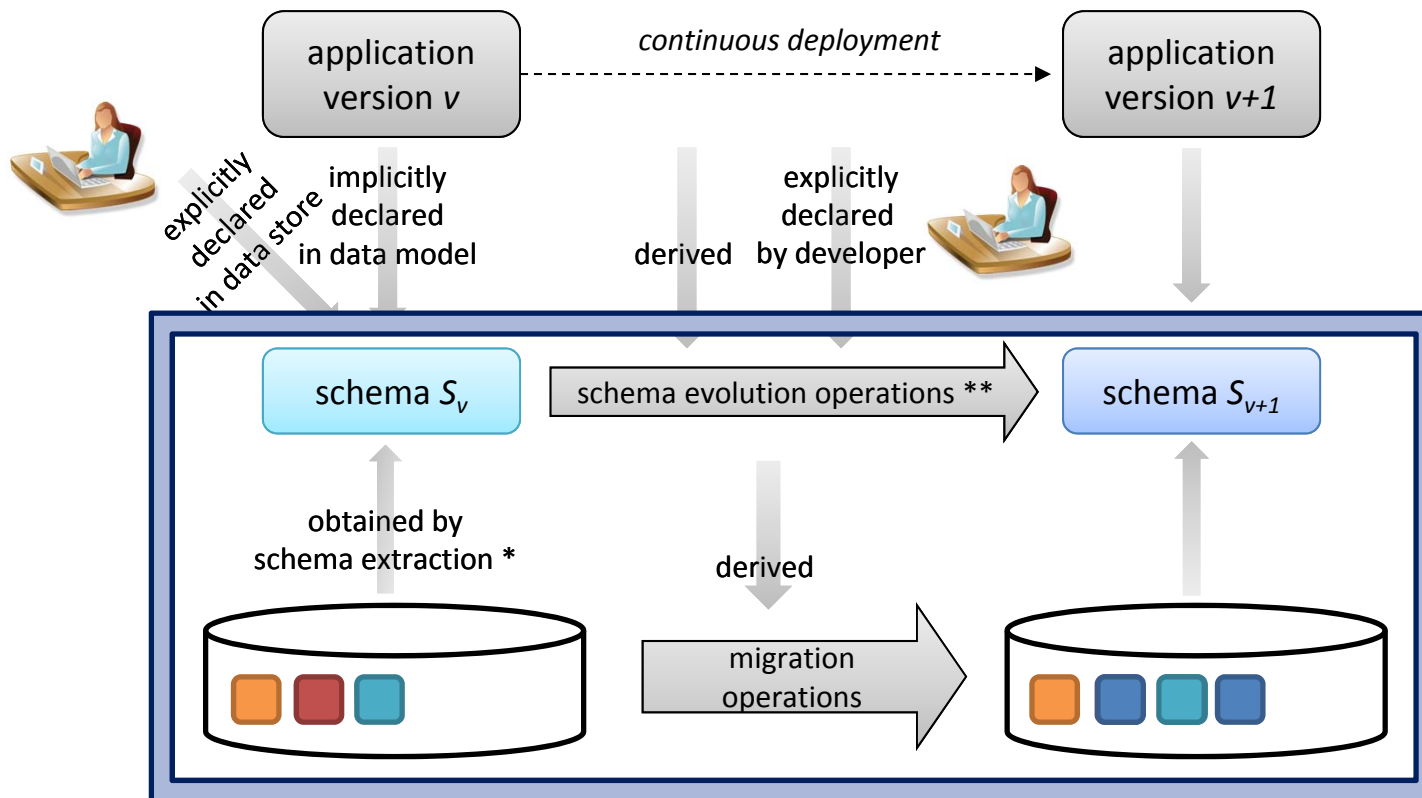 application
version v
continuous deployment
application
version v+1
explicitly
declared
in data store
implicitly
declared
in data model
derived
explicitly
declared
by developer
schema Sv
schema evolution operations **
schema Sv+1
obtained by
schema extraction *
derived
migration
operations